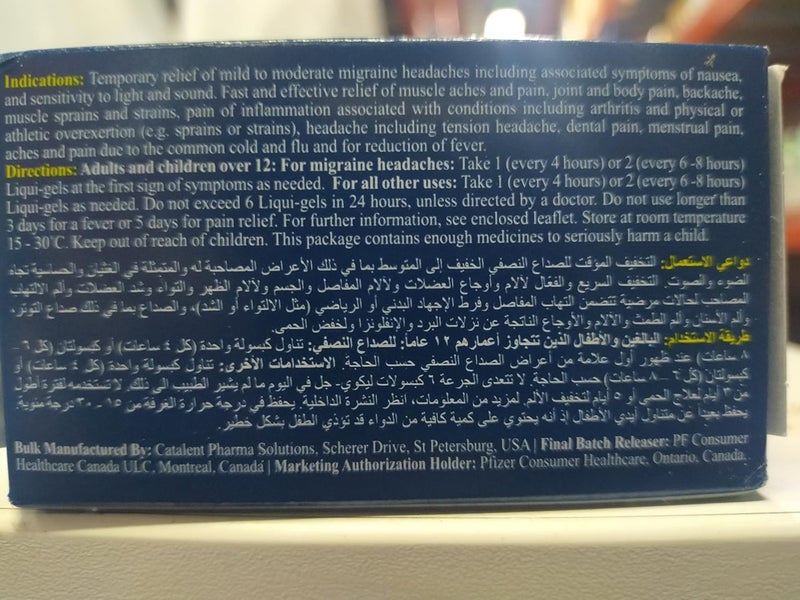 Indications: Temporary relief of mild to moderate migraine headaches including associated symptoms of nausea,
and sensitivity to light and sound. Fast and effective relief of muscle aches and pain, joint and body pain, backache,
muscle sprains and strains, pain of inflammation associated with conditions including arthritis and physical or
athletic overexertion (e.g. sprains or strains), headache including tension headache, dental pain, menstrual pain,
aches and pain due to the common cold and flu and for reduction of fever.
Directions: Adults and children over 12: For migraine headaches: Take 1 (every 4 hours) or 2 (every 6 -8 hours)
Liqui-gels at the first sign of symptoms as needed. For all other uses: Take 1 (every 4 hours) or 2 (every 6 -8 hours)
Liqui-gels as needed. Do not exceed 6 Liqui-gels in 24 hours, unless directed by a doctor. Do not use longer than
3 days for a fever or 5 days for pain relief. For further information, see enclosed leaflet. Store at room temperature
15 - 30˚C. Keep out of reach of children. This package contains enough medicines to seriously harm a child.
دواعي الاستعمال: التخفيف المؤقت للصداع النصفي الخفيف إلى المتوسط بما في ذلك الأعراض المصاحبة له والمتمثلة في الغثيان والحساسية تجاه
الضوء والصوت. التخفيف السريع والفعال لآلام وأوجاع العضلات ولآلام المفاصل والجسم ولآلام الظهر والتواء وشد العضلات وألم الالتهاب
المصاحب لحالات مرضية تتضمن التهاب المفاصل وفرط الإجهاد البدني أو الرياضي (مثل الالتواء أو الشد)، والصداع بما في ذلك صداع التوتر،
وألم الأسنان وألم الطمث والآلام والأوجاع الناتجة عن نزلات البرد والإنفلونزا ولخفض الحمى.
طريقة الاستخدام: البالغين والأطفال الذين تتجاوز أعمارهم ١٢ عاماً: للصداع النصفي: تناول كبسولة واحدة (كل ٤ ساعات) أو كبسولتان (كل ٦ -
٨ ساعات) عند ظهور أول علامة من أعراض الصداع النصفي حسب الحاجة. الاستخدامات الأخرى: تناول كبسولة واحدة (كل ٤ ساعات) أو
كبسولتان (كل ٦ - ٨ ساعات) حسب الحاجة. لا تتعدى الجرعة ٦ كبسولات ليكوي- جل في اليوم ما لم يشير الطبيب الى ذلك. لا تستخدمه لفترة أطول
من ٣ أيام لعلاج الحمى أو ٥ أيام لتخفيف الألم. لمزيد من المعلومات، انظر النشرة الداخلية. يحفظ في درجة حرارة الغرفة من ١٥ - ٣٠ درجة مئوية.
يحفظ بعيداً عن متناول أيدي الأطفال إذ أنه يحتوي على كمية كافية من الدواء قد تؤذي الطفل بشكل خطير.
Bulk Manufactured By: Catalent Pharma Solutions, Scherer Drive, St Petersburg, USA | Final Batch Releaser: PF Consumer
Healthcare Canada ULC, Montreal, Canada | Marketing Authorization Holder: Pfizer Consumer Healthcare, Ontario, Canada.